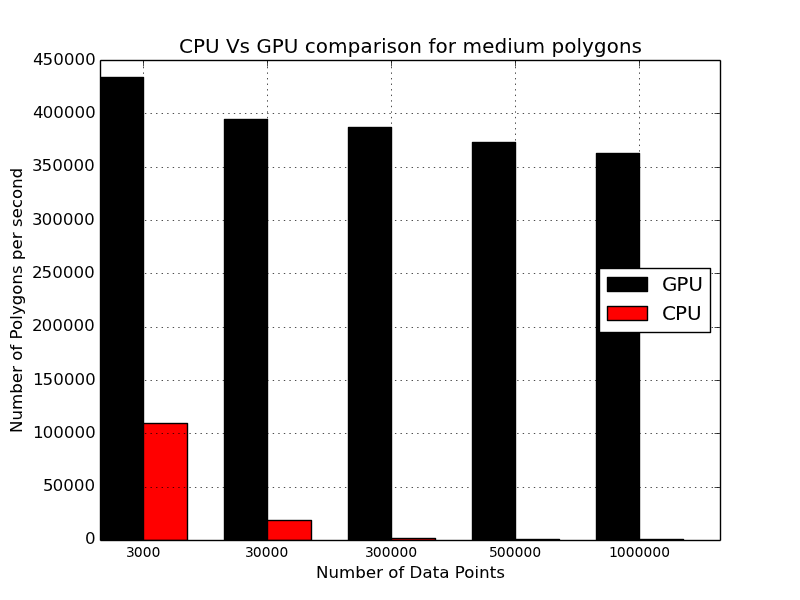 CPU Vs GPU comparison for medium polygons
450000
400000
350000
300000
250000
200000
150000
100000
50000
0
Number of Polygons per second
GPU
CPU
3000 30000 300000 500000 1000000
Number of Data Points